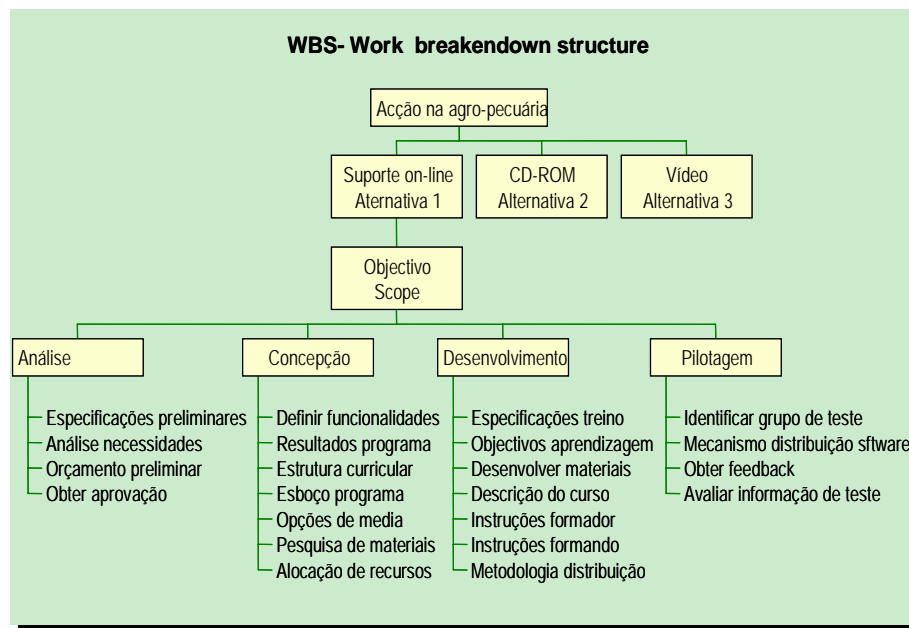 WBS- Work breakendown structure
Acção na agro-pecuária
Suporte on-line
Aternativa 1
CD-ROM
Alternativa 2
Vídeo
Alternativa 3
Objectivo
Scope
Análise
Especificações preliminares
Análise necessidades
Orçamento preliminar
Obter aprovação
Concepção
Definir funcionalidades
Resultados programa
Estrutura curricular
Esboço programa
Opções de media
Pesquisa de materiais
Alocação de recursos
Desenvolvimento
Especificações treino
Objectivos aprendizagem
Desenvolver materiais
Descrição do curso
Instruções formador
Instruções formando
Metodologia distribuição
Pilotagem
Identificar grupo de teste
Mecanismo distribuição sftware
Obter feedback
Avaliar informação de teste